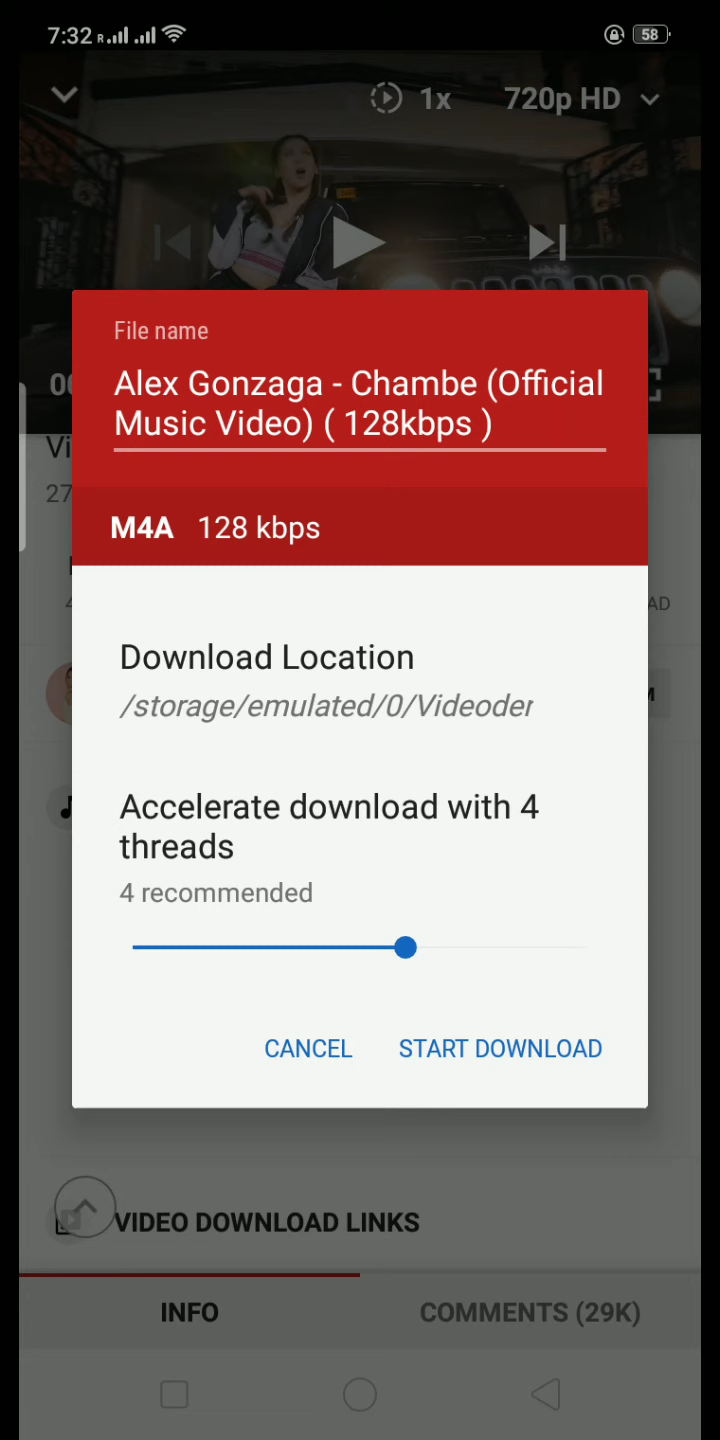 7:32 R 58
1x 720p HD
File name
Alex Gonzaga - Chambe (Official
Music Video) ( 128kbps )
M4A 128 kbps
Download Location
/storage/emulated/0/Videoder
Accelerate download with 4
threads
4 recommended
CANCEL START DOWNLOAD
VIDEO DOWNLOAD LINKS
INFO COMMENTS (29K)